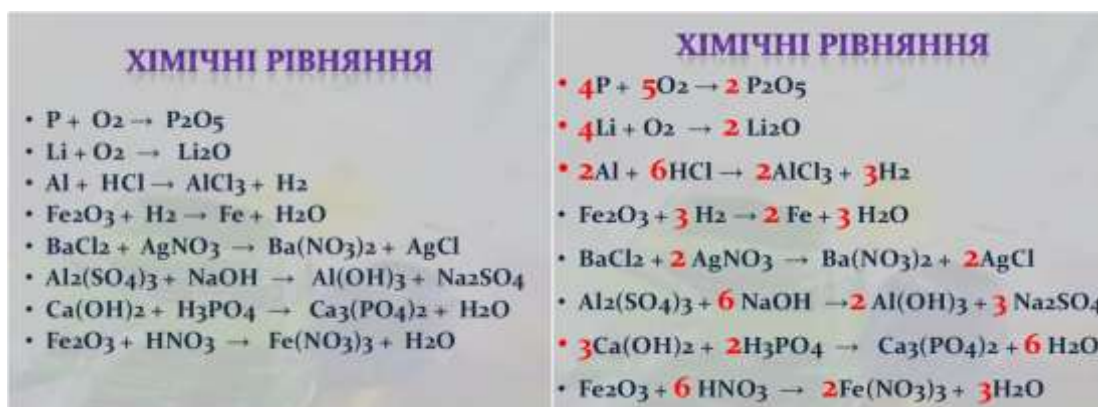 ХІМІЧНІ РІВНЯННЯ
• P + O2 → P2O5
• Li + O2 → Li2O
• Al + HCl → AlCl3 + H2
• Fe2O3 + H2 → Fe + H2O
• BaCl2 + AgNO3 → Ba(NO3)2 + AgCl
• Al2(SO4)3 + NaOH → Al(OH)3 + Na2SO4
• Ca(OH)2 + H3PO4 → Ca3(PO4)2 + H2O
• Fe2O3 + HNO3 → Fe(NO3)3 + H2O
ХІМІЧНІ РІВНЯННЯ
• 4P + 5O2 → 2 P2O5
• 4Li + O2 → 2 Li2O
• 2Al + 6HCl → 2AlCl3 + 3H2
• Fe2O3 + 3 H2 → 2 Fe + 3 H2O
• BaCl2 + 2 AgNO3 → Ba(NO3)2 + 2AgCl
• Al2(SO4)3 + 6 NaOH →2 Al(OH)3 + 3 Na2SO4
• 3Ca(OH)2 + 2H3PO4 → Ca3(PO4)2 + 6 H2O
• Fe2O3 + 6 HNO3 → 2Fe(NO3)3 + 3H2O